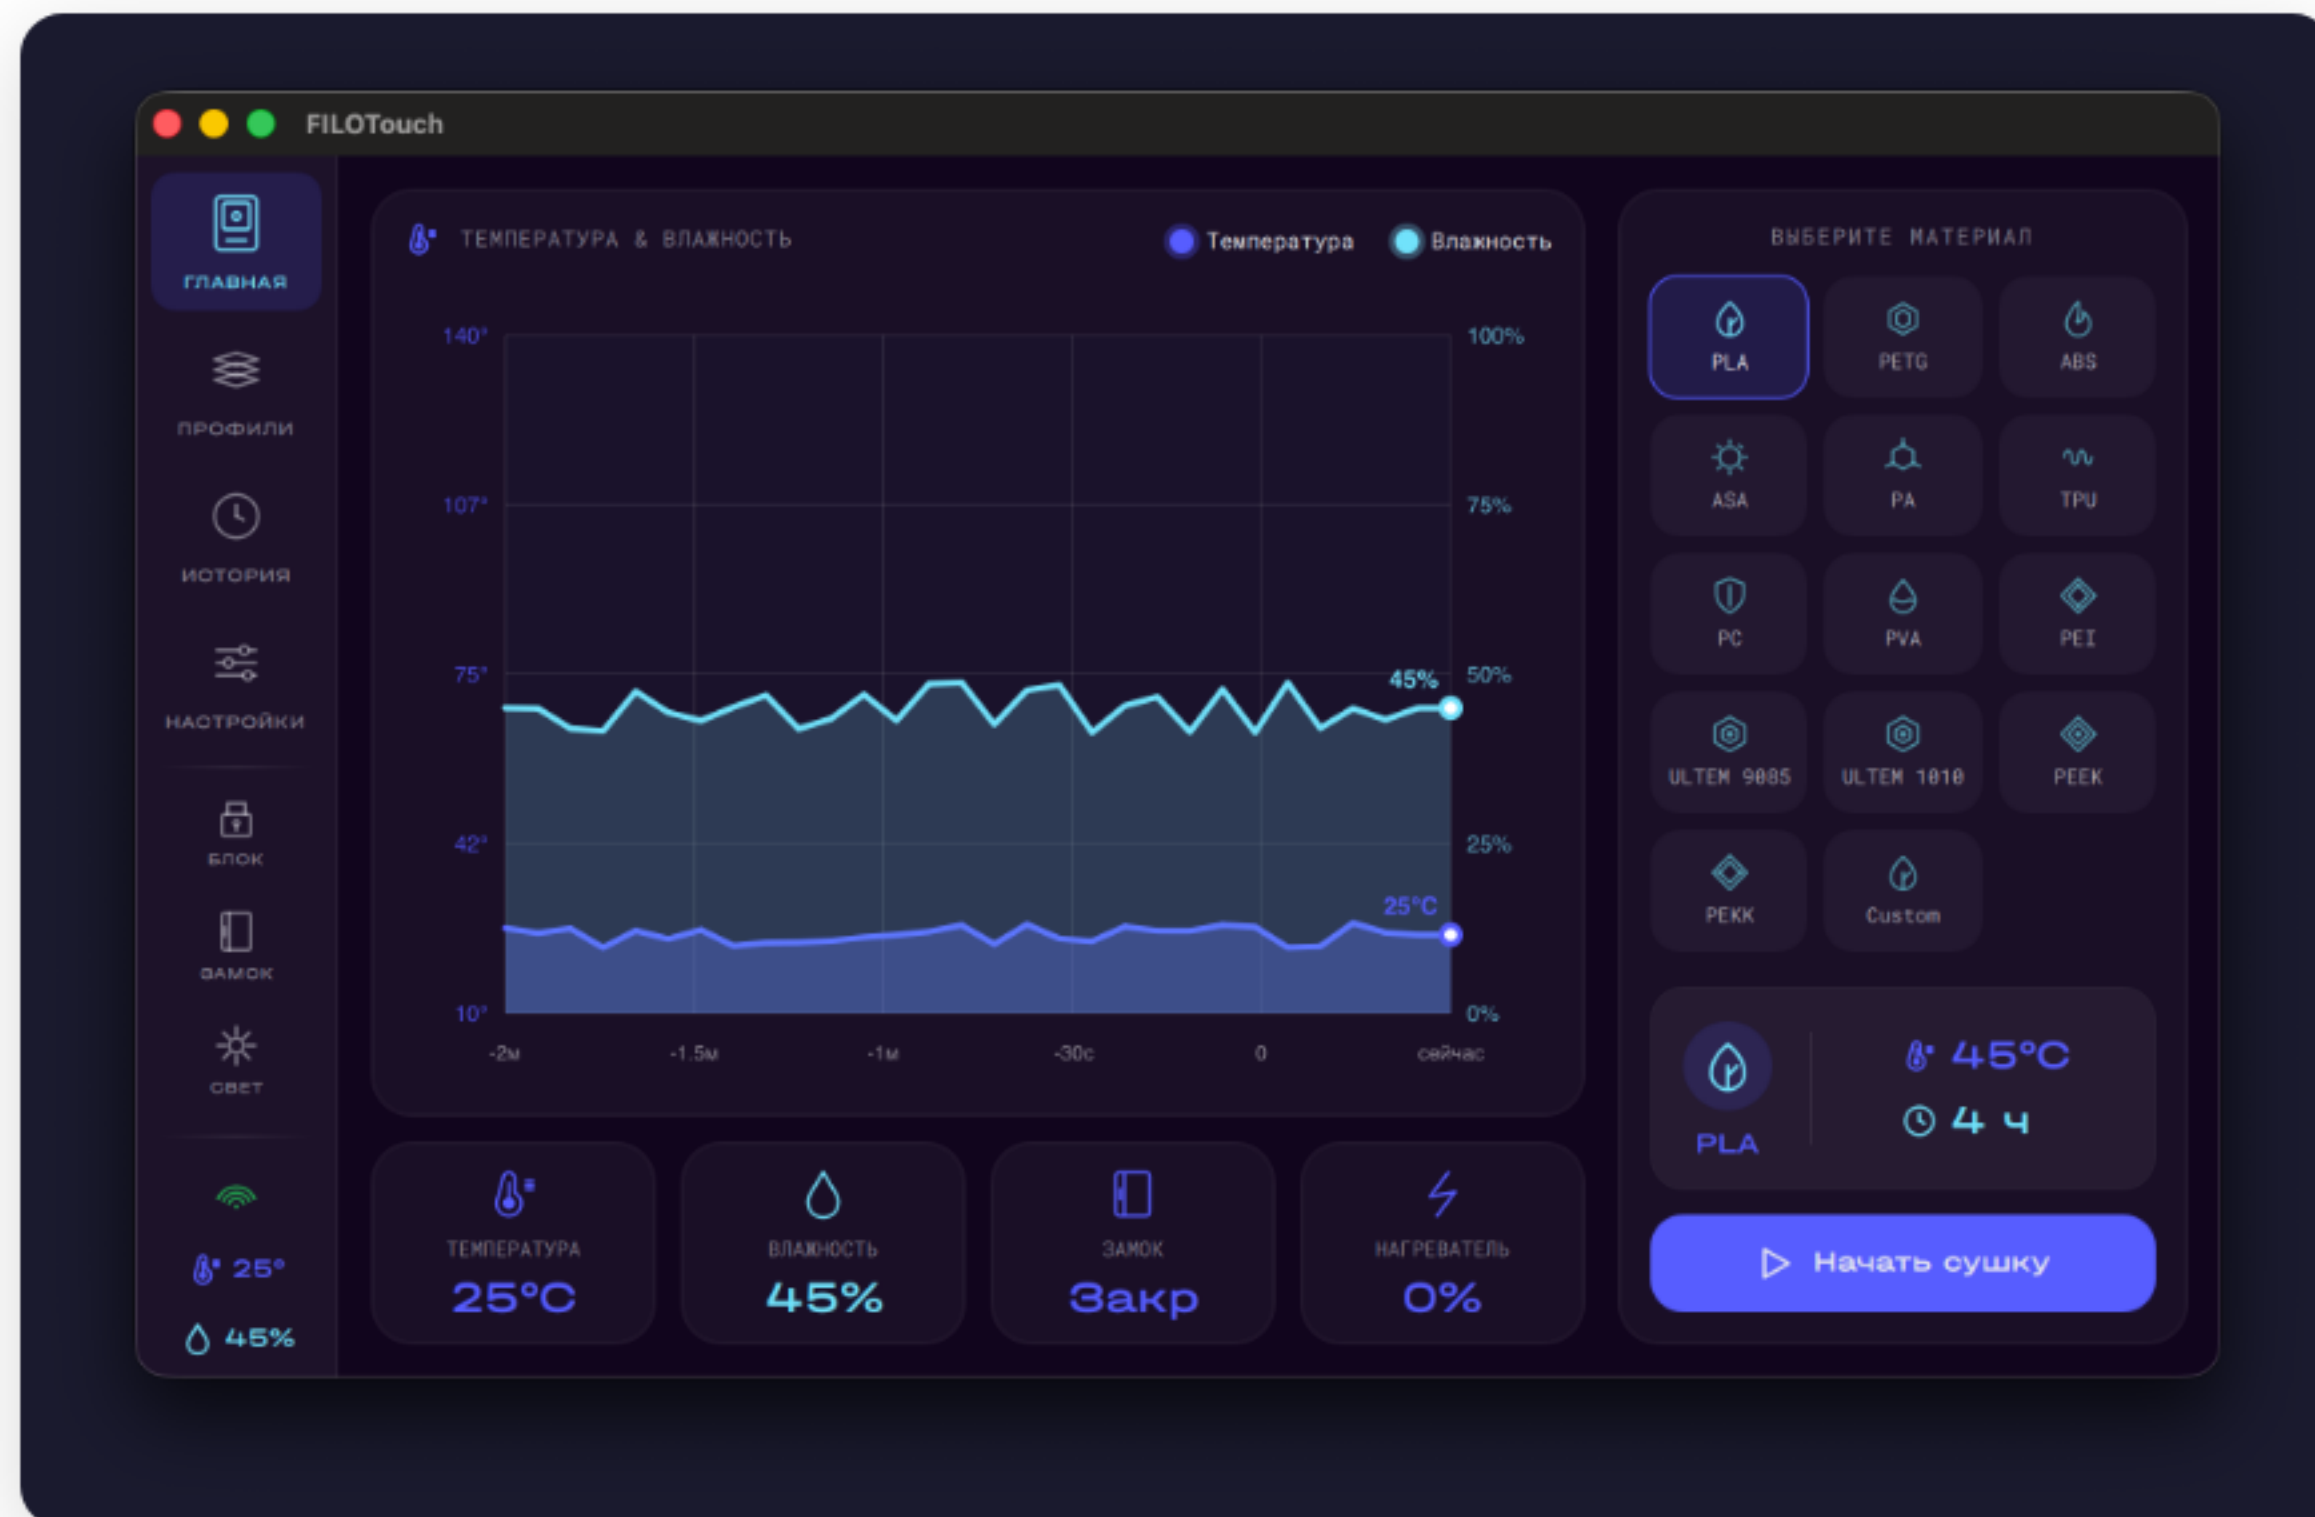 FILOTouch
ГЛАВНАЯ
ПРОФИЛИ
ИСТОРИЯ
НАСТРОЙКИ
БЛОК
ЗАМОК
СВЕТ
25°
45%
ТЕМПЕРАТУРА & ВЛАЖНОСТЬ
Температура
Влажность
140°
107°
75°
42°
10°
100%
75%
50%
25%
0%
45%
25°C
-2м
-1.5м
-1м
-30с
0
сейчас
ТЕМПЕРАТУРА
25°C
ВЛАЖНОСТЬ
45%
ЗАМОК
Закр
НАГРЕВАТЕЛЬ
0%
ВЫБЕРИТЕ МАТЕРИАЛ
PLA
PETG
ABS
ASA
PA
TPU
PC
PVA
PEI
ULTEM 9085
ULTEM 1010
PEEK
PEKK
Custom
PLA
45°C
4 ч
Начать сушку